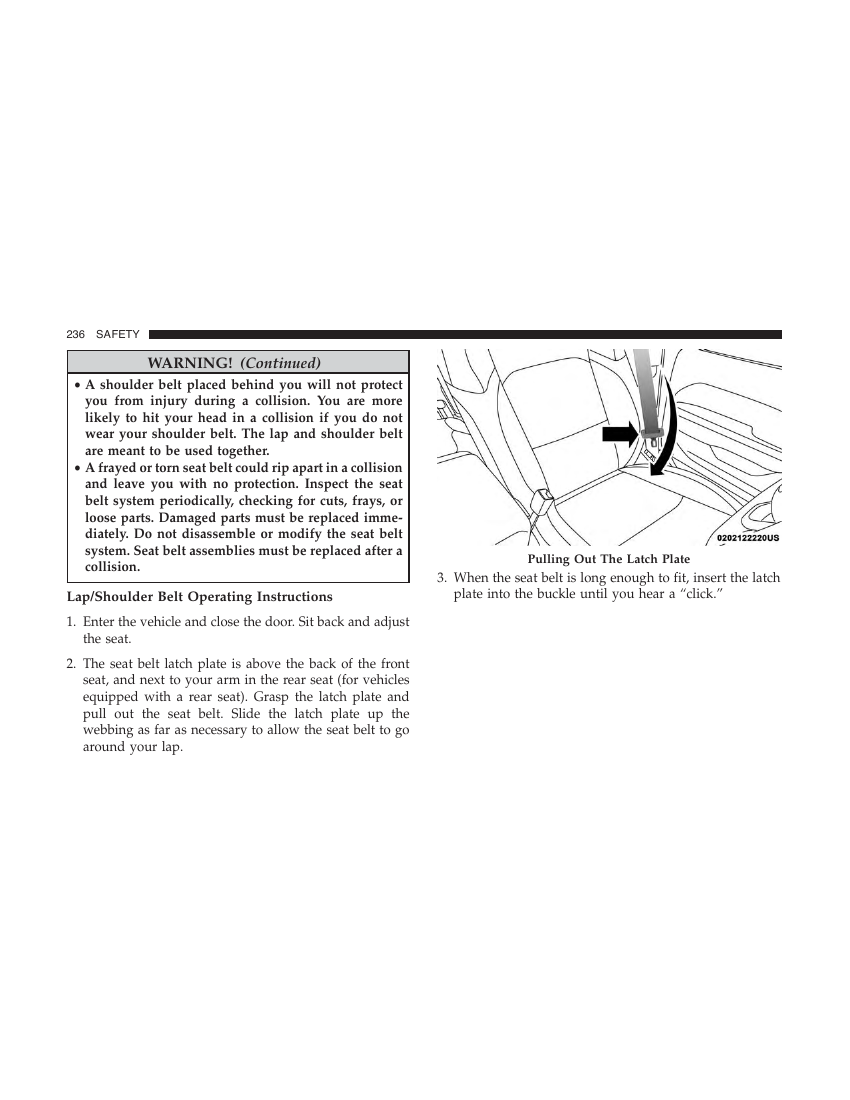 236 SAFETY
WARNING! (Continued)
• A shoulder belt placed behind you will not protect
you from injury during a collision. You are more
likely to hit your head in a collision if you do not
wear your shoulder belt. The lap and shoulder belt
are meant to be used together.
• A frayed or torn seat belt could rip apart in a collision
and leave you with no protection. Inspect the seat
belt system periodically, checking for cuts, frays, or
loose parts. Damaged parts must be replaced imme-
diately. Do not disassemble or modify the seat belt
system. Seat belt assemblies must be replaced after a
collision.
Lap/Shoulder Belt Operating Instructions
1. Enter the vehicle and close the door. Sit back and adjust
the seat.
2. The seat belt latch plate is above the back of the front
seat, and next to your arm in the rear seat (for vehicles
equipped with a rear seat). Grasp the latch plate and
pull out the seat belt. Slide the latch plate up the
webbing as far as necessary to allow the seat belt to go
around your lap.
0202122220US
Pulling Out The Latch Plate
3. When the seat belt is long enough to fit, insert the latch
plate into the buckle until you hear a “click.”